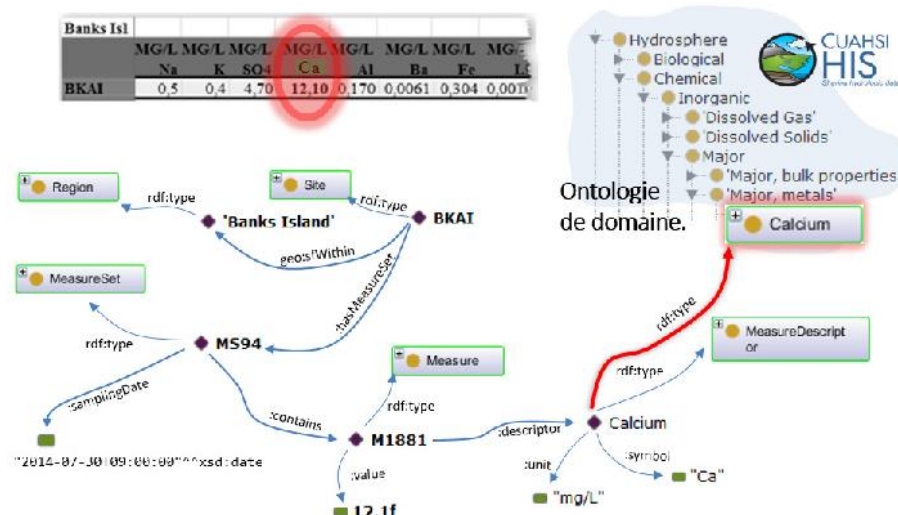 Banks Isl
MG/L MG/L MG/L MG/L MG/L MG/L MG/L MG/L
Na K SO4 Ca Al Ba Fe
BKAI 0,5 0,4 4,70 12,10 0,170 0,0061 0,304
CUAHSI
HIS
Hydrosphere
Biological
Chemical
Inorganic
'Dissolved Gas'
'Dissolved Solids'
Major
'Major, bulk properties
'Major, metals'
Calcium
Ontologie
de domaine.
Region
rdf:type
'Banks Island'
Site
rdf:type
BKAI
geo:sfWithin
:hasMeasureSet
MeasureSet
rdf:type
MS94
:samplingDate
"2014-07-30T09:00:00"^^xsd:date
:contains
Measure
rdf:type
M1881
:value
12.1f
:descriptor
rdf:type
MeasureDescript
or
rdf:type
Calcium
:unit
"mg/L"
:symbol
"Ca"